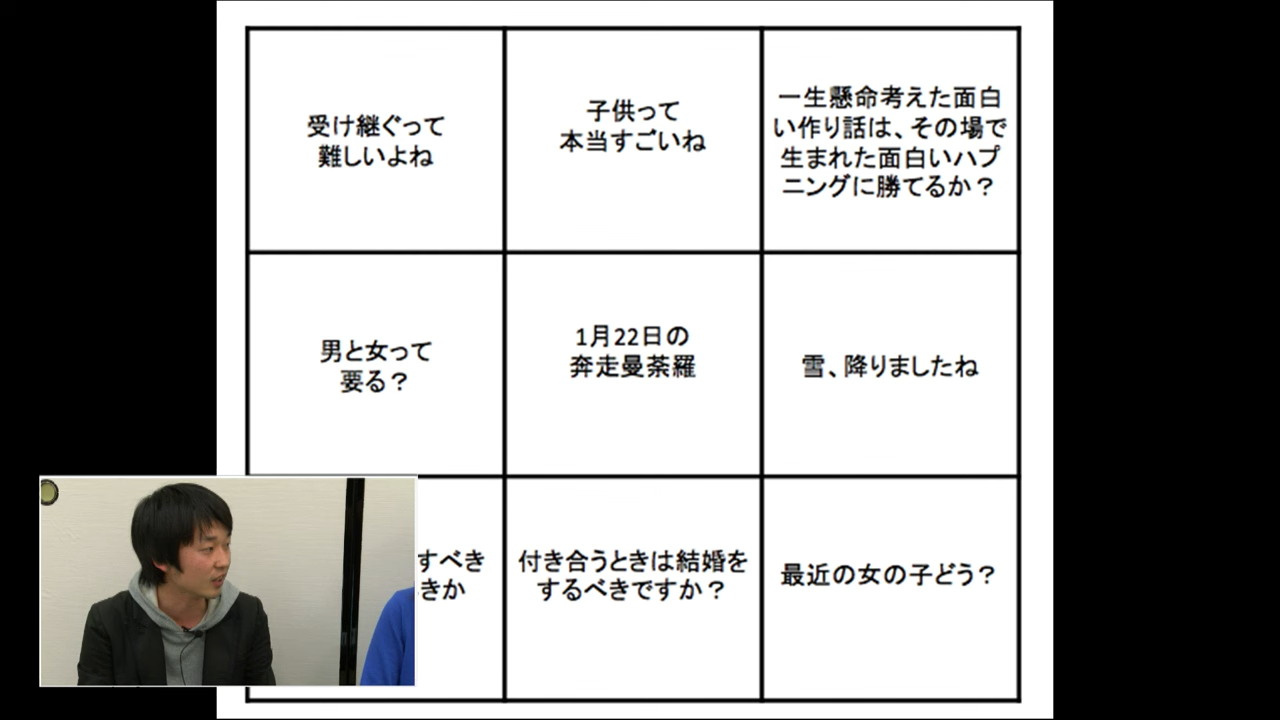 受け継ぐって
難しいよね
子供って
本当すごいね
一生懸命考えた面白
い作り話は、その場で
生まれた面白いハプ
ニングに勝てるか？
男と女って
要る？
1月22日の
奔走曼荼羅
雪、降りましたね
すべき
きか
付き合うときは結婚を
するべきですか？
最近の女の子どう？